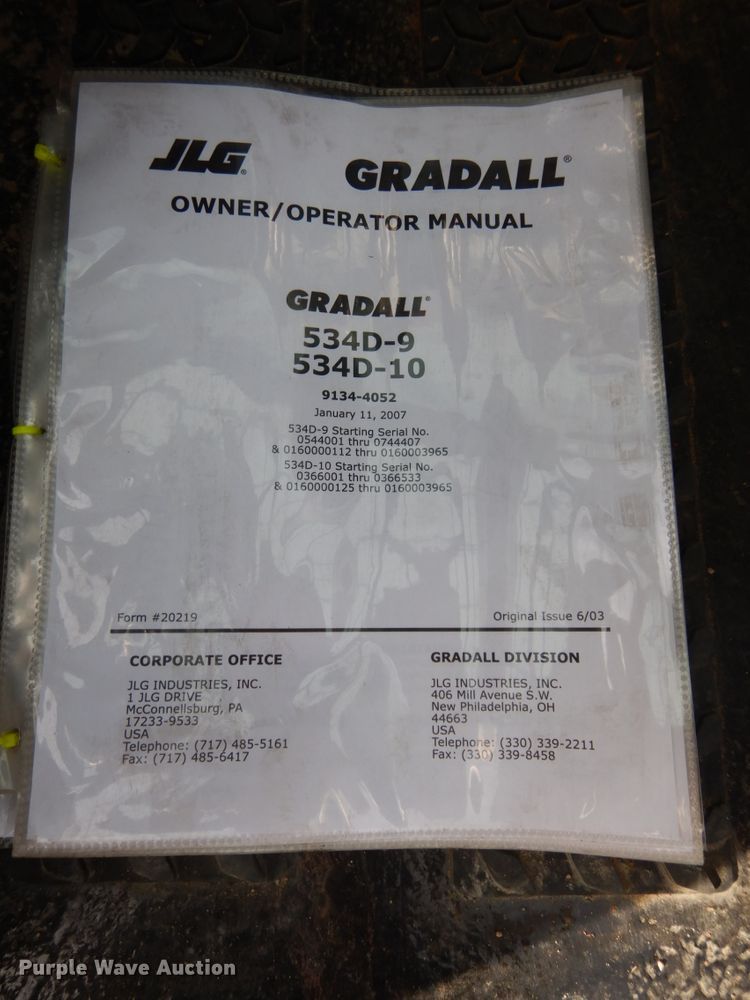 JLG® GRADALL®
OWNER/OPERATOR MANUAL
GRADALL®
534D-9
534D-10
9134-4052
January 11, 2007
534D-9 Starting Serial No.
0544001 thru 0744407
& 0160000112 thru 0160003965
534D-10 Starting Serial No.
0366001 thru 0366533
& 0160000125 thru 0160003965
Form #20219
Original Issue 6/03
CORPORATE OFFICE
JLG INDUSTRIES, INC.
1 JLG DRIVE
McConnellsburg, PA
17233-9533
USA
Telephone: (717) 485-5161
Fax: (717) 485-6417
GRADALL DIVISION
JLG INDUSTRIES, INC.
406 Mill Avenue S.W.
New Philadelphia, OH
44663
USA
Telephone: (330) 339-2211
Fax: (330) 339-8458
Purple Wave Auction